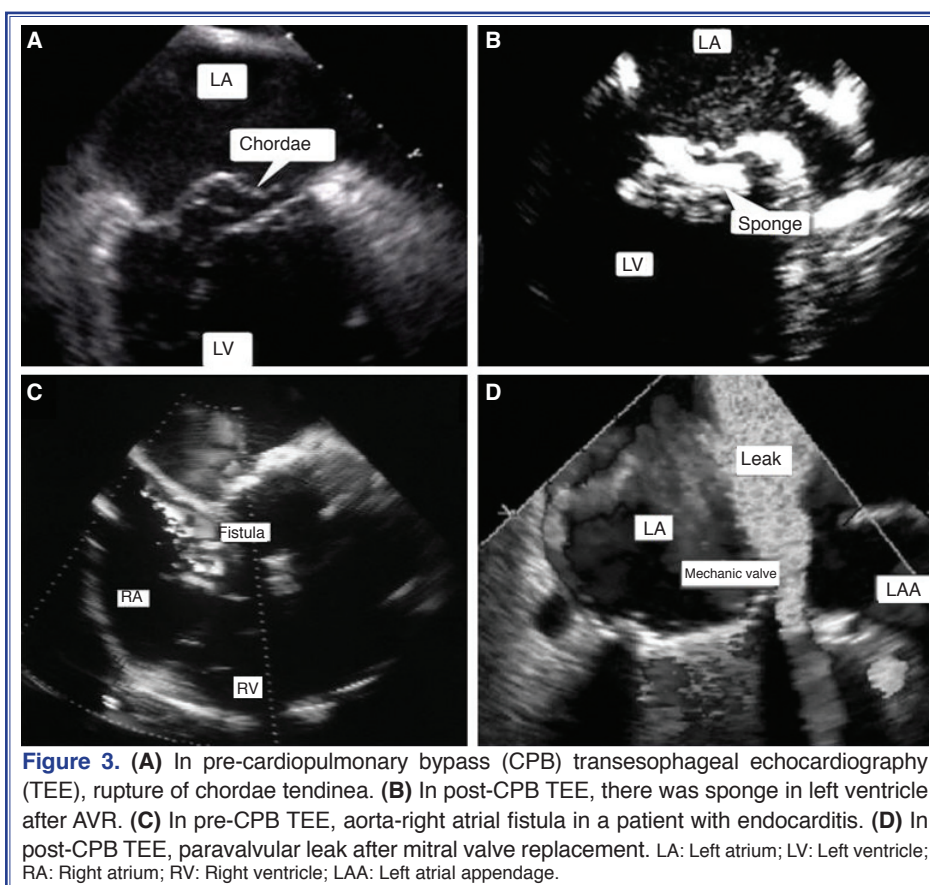 A
LA
Chordae
LV
B
LA
Sponge
LV
C
Fistula
RA
RV
D
Leak
LA
Mechanic valve
LAA
Figure 3. (A) In pre-cardiopulmonary bypass (CPB) transesophageal echocardiography
(TEE), rupture of chordae tendinea. (B) In post-CPB TEE, there was sponge in left ventricle
after AVR. (C) In pre-CPB TEE, aorta-right atrial fistula in a patient with endocarditis. (D) In
post-CPB TEE, paravalvular leak after mitral valve replacement. LA: Left atrium; LV: Left ventricle;
RA: Right atrium; RV: Right ventricle; LAA: Left atrial appendage.